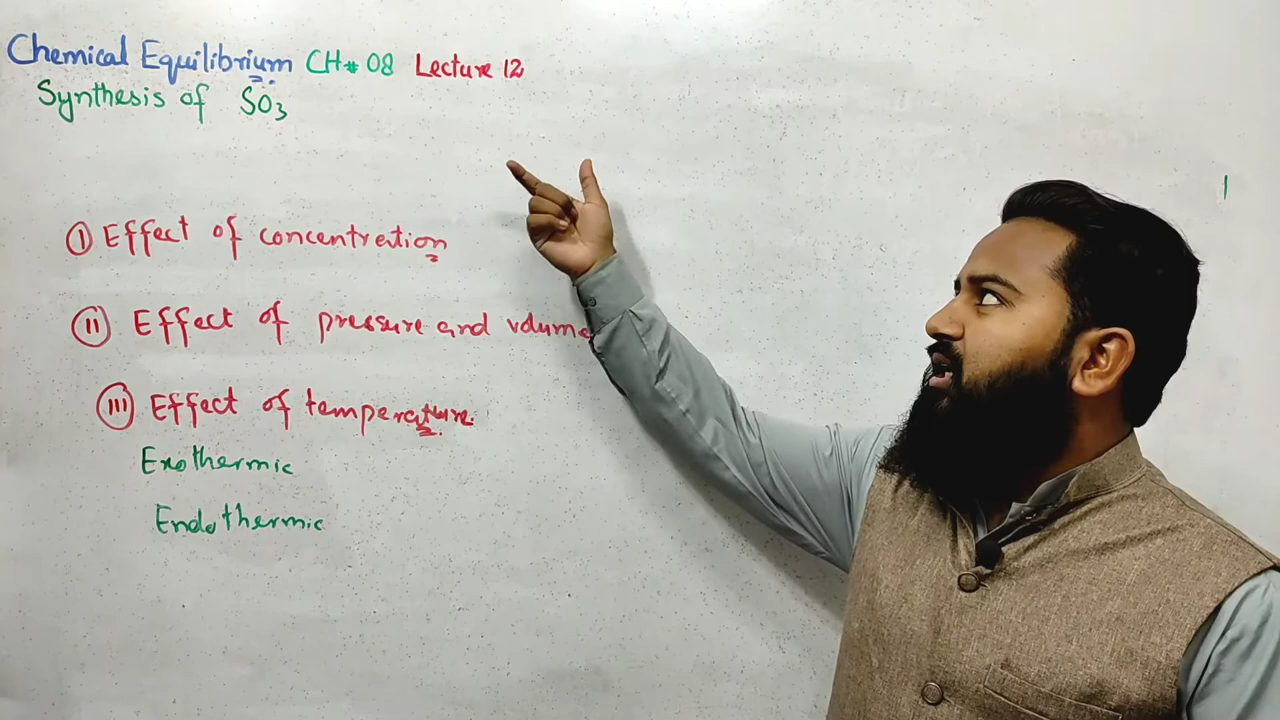 Chemical Equilibrium CH# 08 Lecture 12
Synthesis of SO3
(I) Effect of concentration
(II) Effect of pressure and volume
(III) Effect of temperature
Exothermic
Endothermic